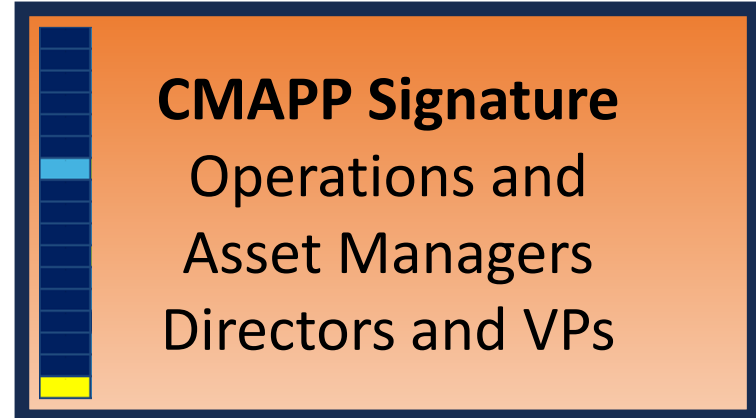 CMAPP Signature
Operations and
Asset Managers
Directors and VPs